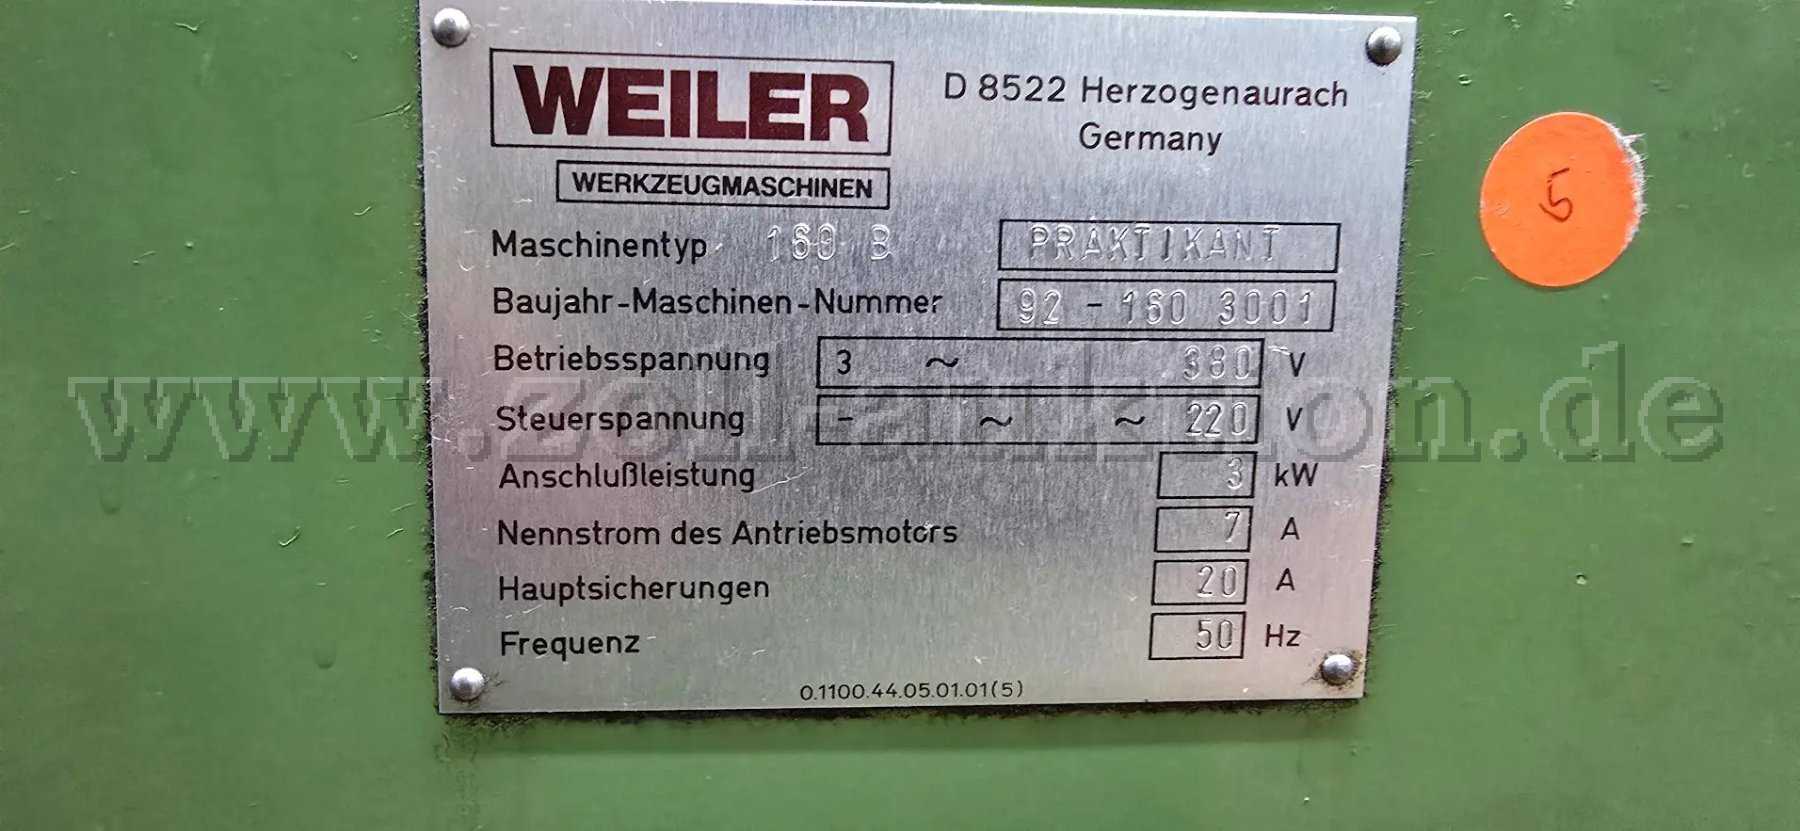 WEILER
D 8522 Herzogenaurach
Germany
WERKZEUGMASCHINEN
Maschinentyp 160 B PRAKTIKANT
Baujahr-Maschinen-Nummer 92 - 160 3001
Betriebsspannung 3 ~ 380 V
Steuerspannung - ~ ~ 220 V
Anschlußleistung 3 kW
Nennstrom des Antriebsmotors 7 A
Hauptsicherungen 20 A
Frequenz 50 Hz
0.1100.44.05.01.01(5)
5
www.zoll-auktion.de